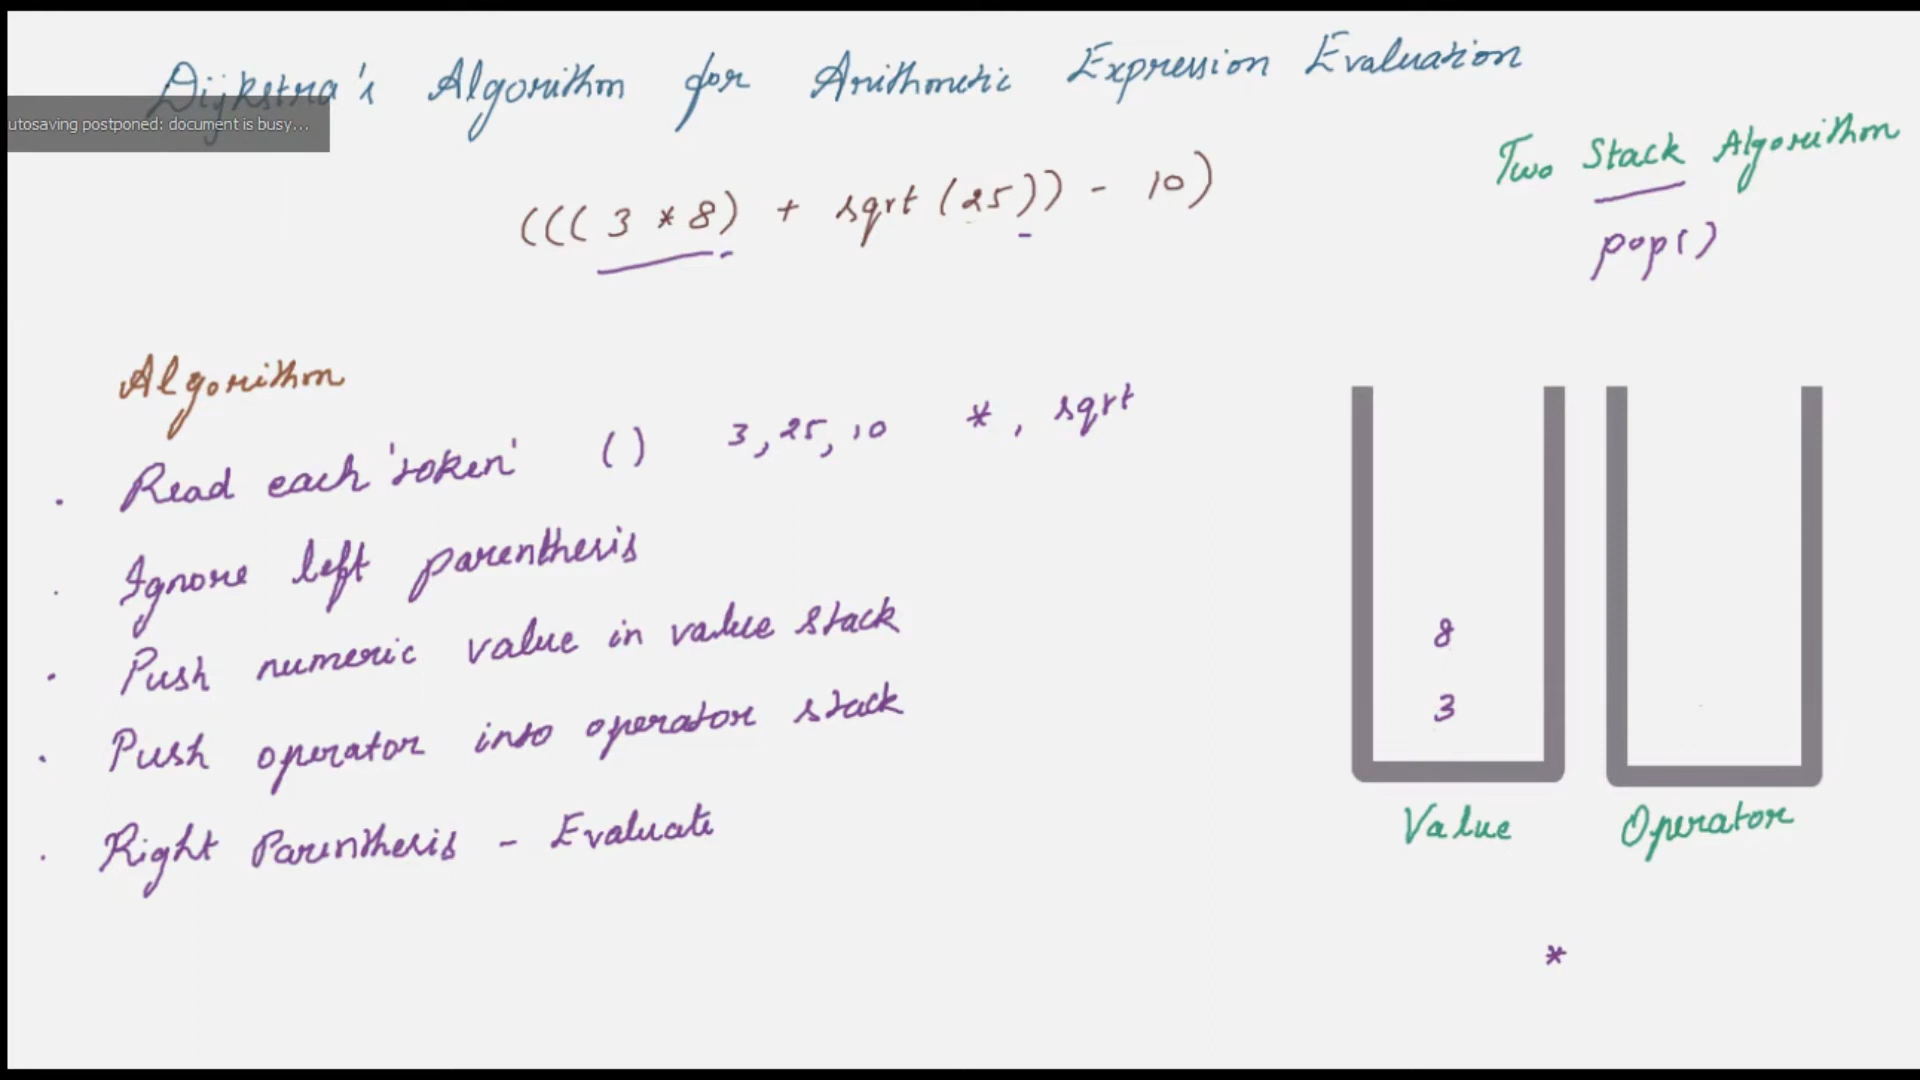 Dijkstra's Algorithm for Arithmetic Expression Evaluation
utosaving postponed: document is busy...
Two Stack Algorithm
(((3 * 8) + sqrt (25)) - 10)
pop()
Algorithm
. Read each 'token' () 3, 25, 10 *, sqrt
. Ignore left parenthesis
. Push numeric value in value stack
8
. Push operator into operator stack
3
. Right Parenthesis - Evaluate
Value Operator
*